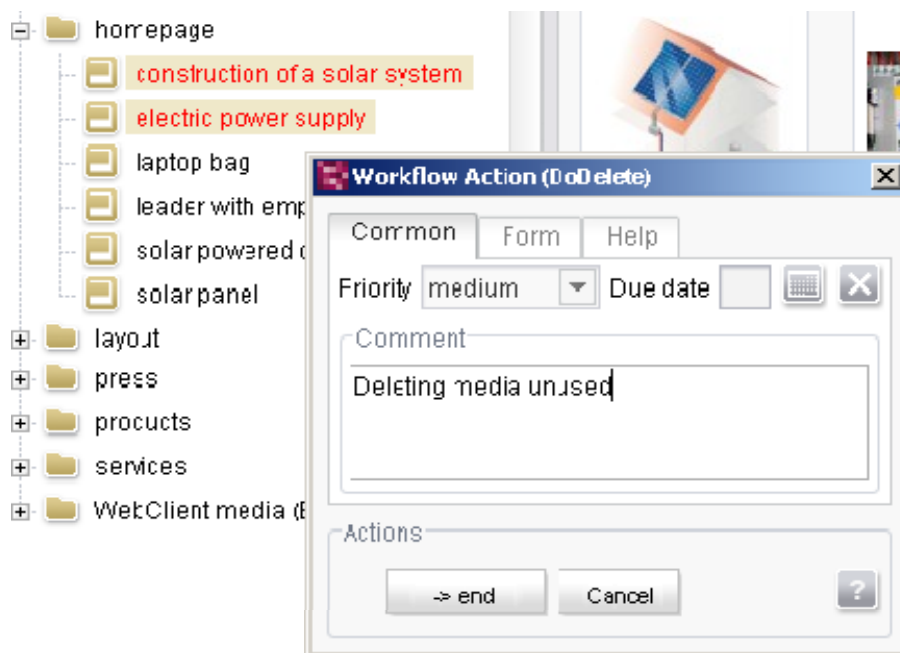 homepage
construction of a solar system
electric power supply
laptop bag
leader with emp
solar powered c
solar panel
layout
press
products
services
WebClient media (E
Workflow Action (DoDelete)
Common Form Help
Priority medium Due date
Comment
Deleting media unused
Actions
-> end Cancel ?